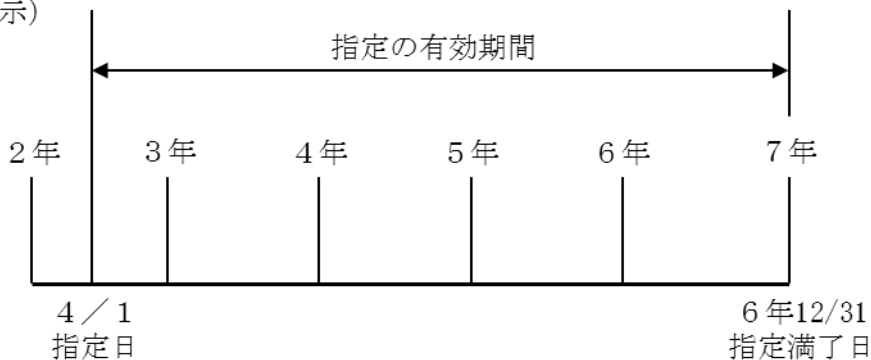 示)
指定の有効期間
２年 ３年 ４年 ５年 ６年 ７年
４／１ ６年12/31
指定日 指定満了日